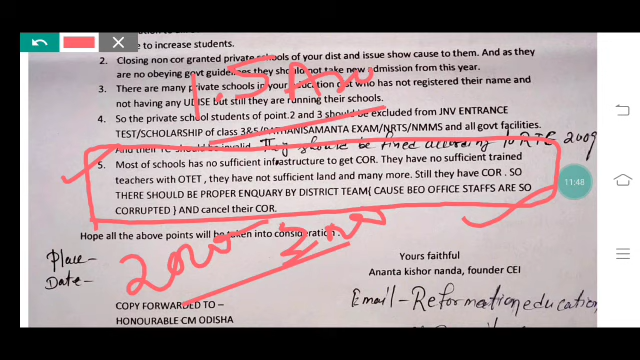 to increase students.
2. Closing non cor granted private schools of your dist and issue show cause to them. And as they
are no obeying govt guidelines they should not take new admission from this year.
3. There are many private schools in your dist who has not registered their name and
not having any UDISE but still they are running their schools.
4. So the private school students of point.2 and 3 should be excluded from JNV ENTRANCE
TEST/SCHOLARSHIP of class 3&5/PATHANISAMANTA EXAM/NRTS/NMMS and all govt facilities.
And their TC should be invalid. They should be fined according to RTE 2009
5. Most of schools has no sufficient infrastructure to get COR. They have no sufficient trained
teachers with OTET , they have not sufficient land and many more. Still they have COR . SO
THERE SHOULD BE PROPER ENQUARY BY DISTRICT TEAM{ CAUSE BEO OFFICE STAFFS ARE SO
CORRUPTED } AND cancel their COR.
Hope all the above points will be taken into consideration .
Place-
Date-
Yours faithful
Ananta kishor nanda, founder CEI
COPY FORWARDED TO –
HONOURABLE CM ODISHA
Email- Reformationeducation,
11:48